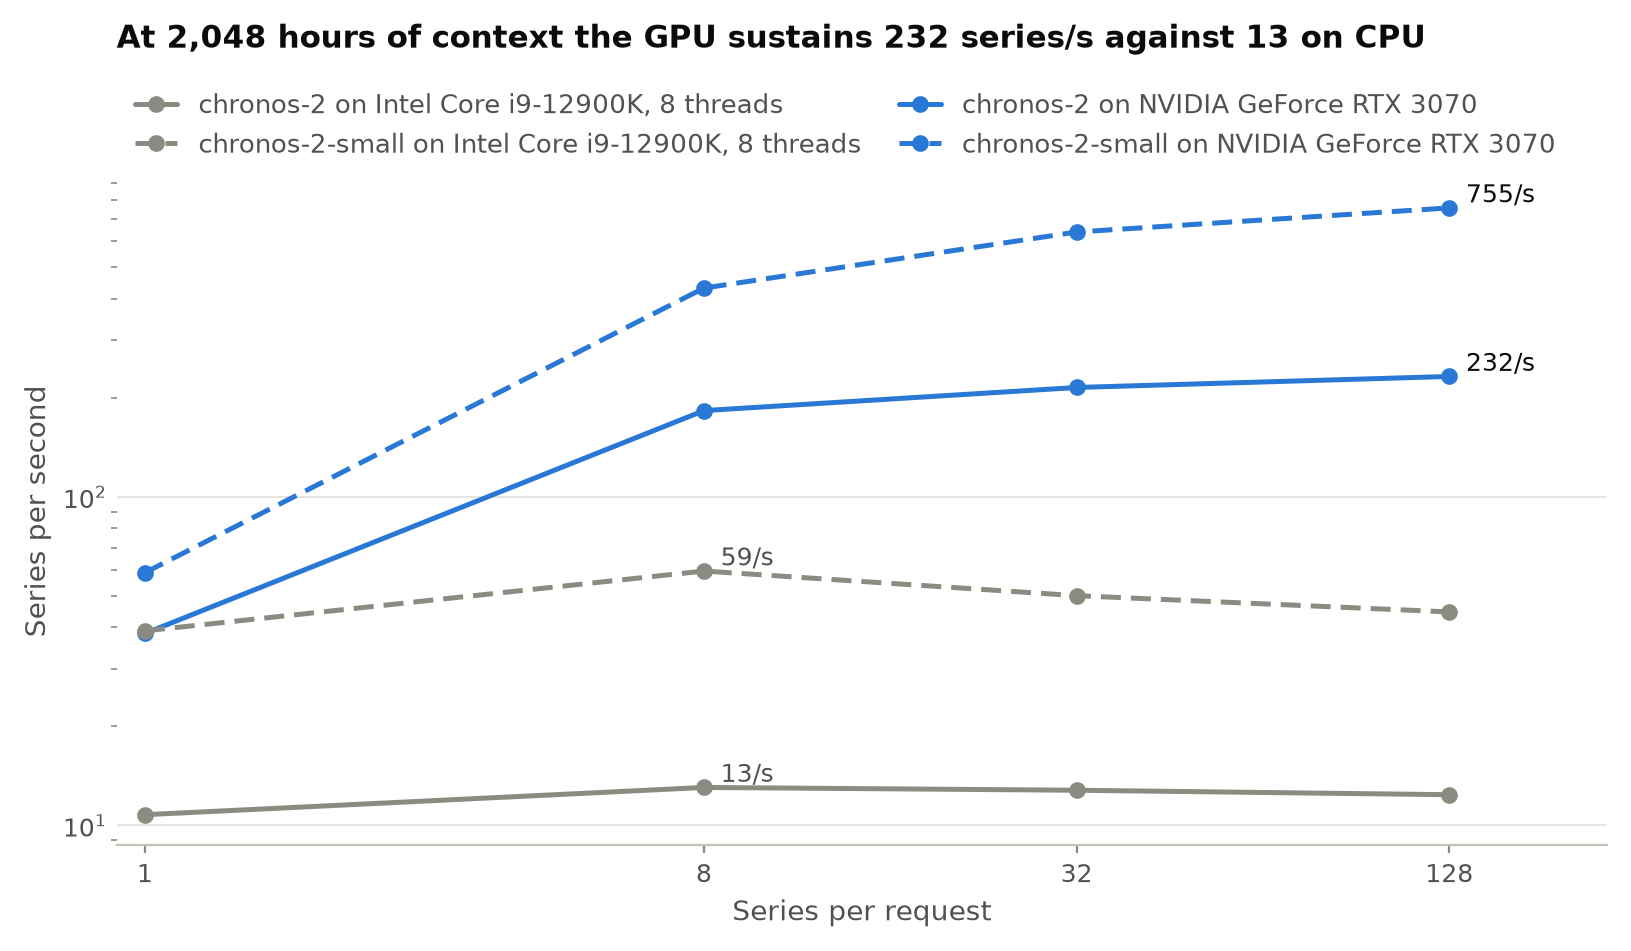 At 2,048 hours of context the GPU sustains 232 series/s against 13 on CPU
chronos-2 on Intel Core i9-12900K, 8 threads
chronos-2-small on Intel Core i9-12900K, 8 threads
chronos-2 on NVIDIA GeForce RTX 3070
chronos-2-small on NVIDIA GeForce RTX 3070
755/s
232/s
59/s
13/s
Series per second
10²
10¹
1 8 32 128
Series per request